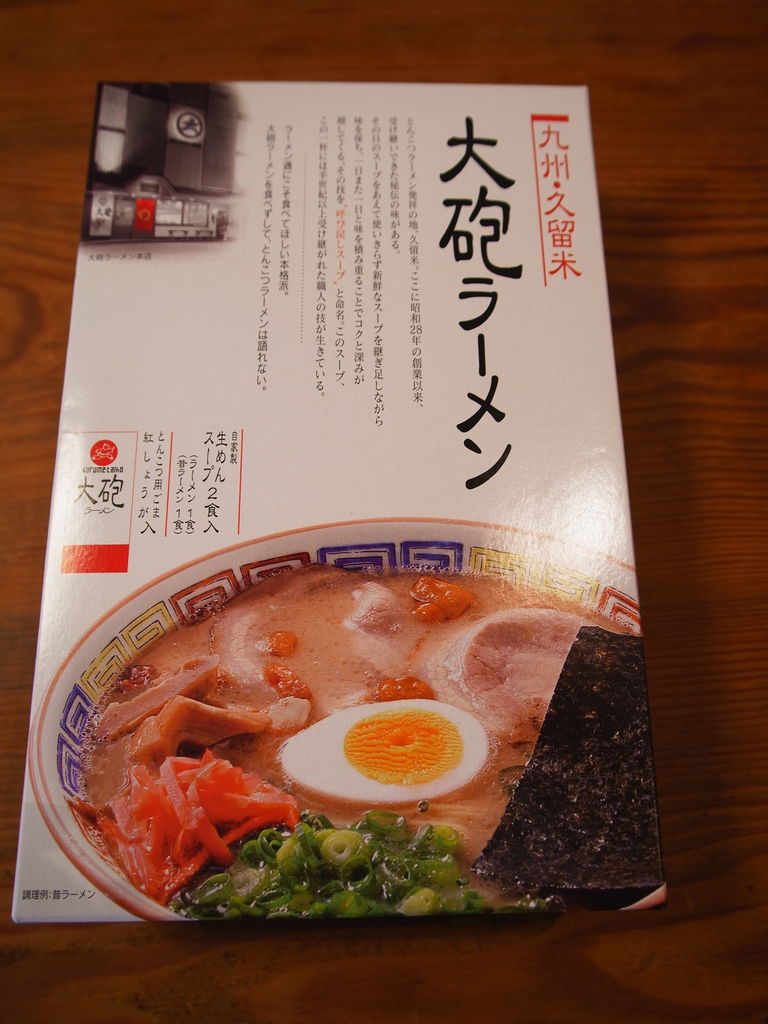 九州・久留米
大砲ラーメン
とんこつラーメン発祥の地、久留米。ここに昭和28年の創業以来、
受け継いできた秘伝の味がある。
その日のスープをあえて使いきらず新鮮なスープを継ぎ足しながら
味を保ち、一日また一日と味を積み重ることでコクと深みが
増してくる。その技を、“呼び戻しスープ”と命名。このスープ、
この一杯には半世紀以上受け継がれた職人の技が生きている。
ラーメン通にこそ食べてほしい本格派。
大砲ラーメンを食べずして、とんこつラーメンは語れない。
大砲ラーメン本店
自家製
生めん
スープ 2食入
(ラーメン 1食)
(昔ラーメン 1食)
とんこつ用ごま
紅しょうが 入
kurume taiho
大砲
ラーメン
調理例:昔ラーメン